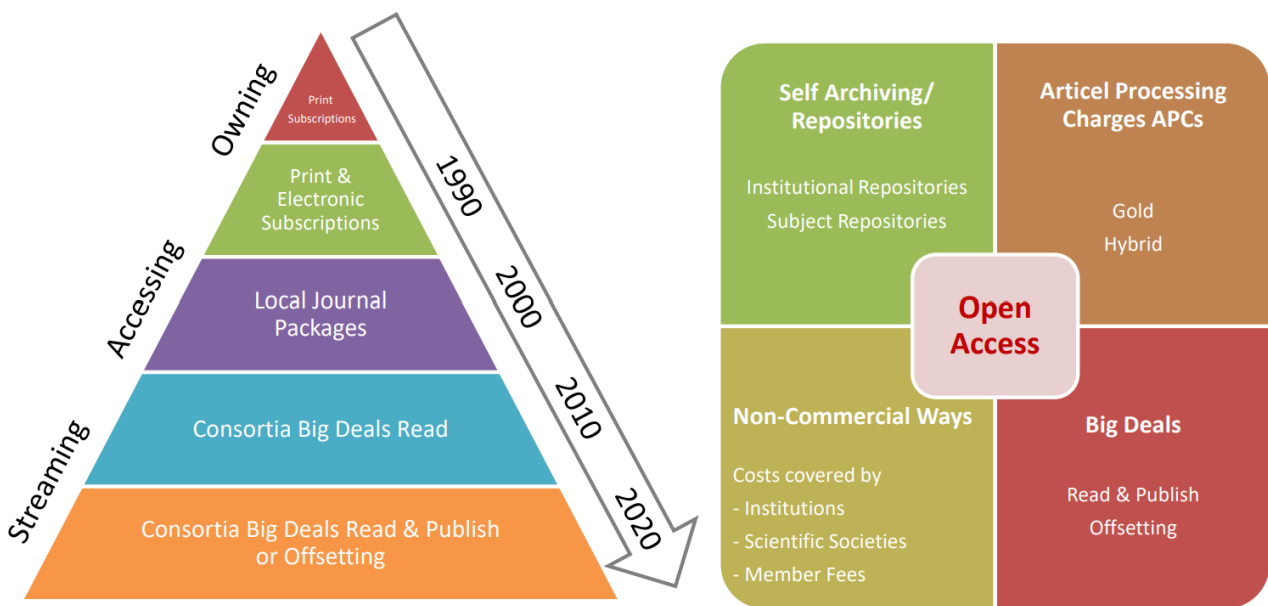 Owning
Accessing
Streaming
Print
Subscriptions
Print &
Electronic
Subscriptions
Local Journal
Packages
Consortia Big Deals Read
Consortia Big Deals Read & Publish
or Offsetting
1990
2000
2010
2020
Self Archiving/
Repositories
Institutional Repositories
Subject Repositories
Articel Processing
Charges APCs
Gold
Hybrid
Open
Access
Non-Commercial Ways
Costs covered by
- Institutions
- Scientific Societies
- Member Fees
Big Deals
Read & Publish
Offsetting